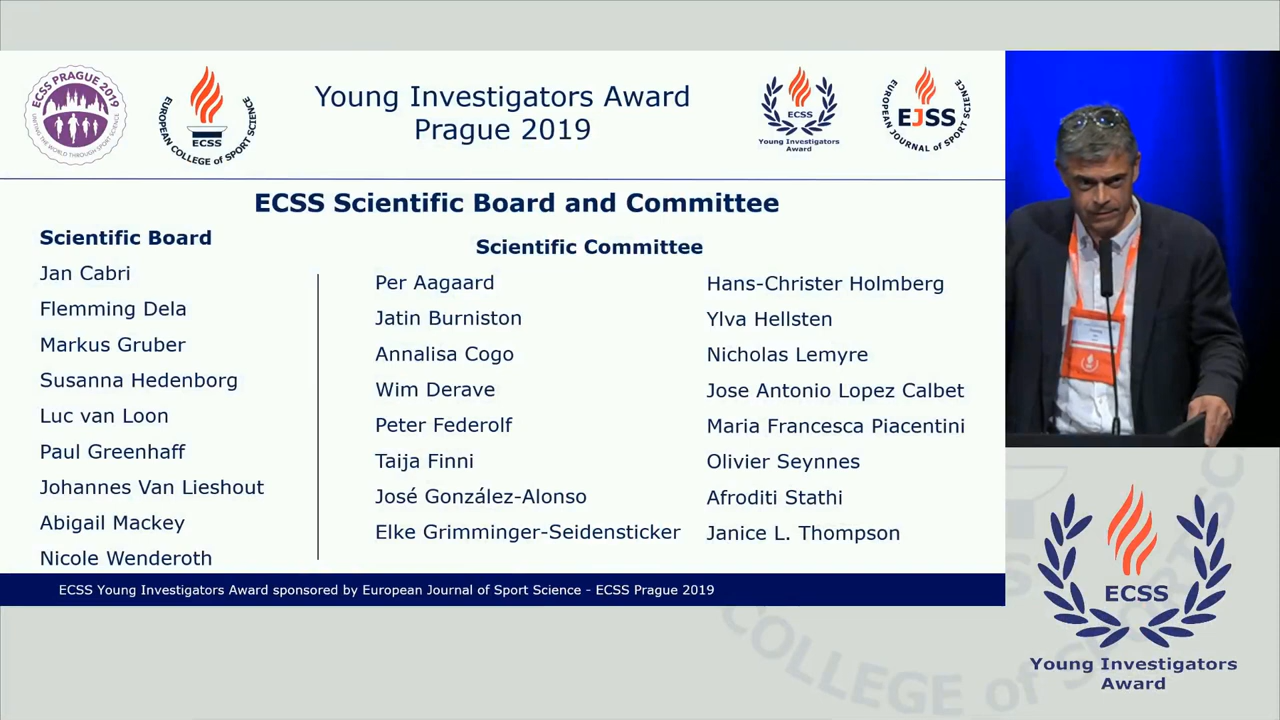 ECSS PRAGUE 2019
UNITING THE WORLD THROUGH SPORT SCIENCE
EUROPEAN COLLEGE of SPORT SCIENCE
ECSS
Young Investigators Award
Prague 2019
ECSS
Young Investigators
Award
EUROPEAN JOURNAL of SPORT SCIENCE
EJSS
ECSS Scientific Board and Committee
Scientific Board
Jan Cabri
Flemming Dela
Markus Gruber
Susanna Hedenborg
Luc van Loon
Paul Greenhaff
Johannes Van Lieshout
Abigail Mackey
Nicole Wenderoth
Scientific Committee
Per Aagaard
Jatin Burniston
Annalisa Cogo
Wim Derave
Peter Federolf
Taija Finni
José González-Alonso
Elke Grimminger-Seidensticker
Hans-Christer Holmberg
Ylva Hellsten
Nicholas Lemyre
Jose Antonio Lopez Calbet
Maria Francesca Piacentini
Olivier Seynnes
Afroditi Stathi
Janice L. Thompson
ECSS Young Investigators Award sponsored by European Journal of Sport Science - ECSS Prague 2019
ECSS
Young Investigators
Award
COLLEGE of